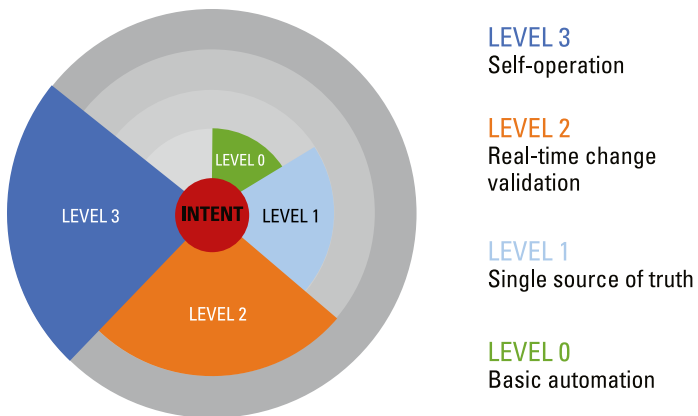 LEVEL 0
LEVEL 3
INTENT
LEVEL 1
LEVEL 2
LEVEL 3
Self-operation
LEVEL 2
Real-time change
validation
LEVEL 1
Single source of truth
LEVEL 0
Basic automation